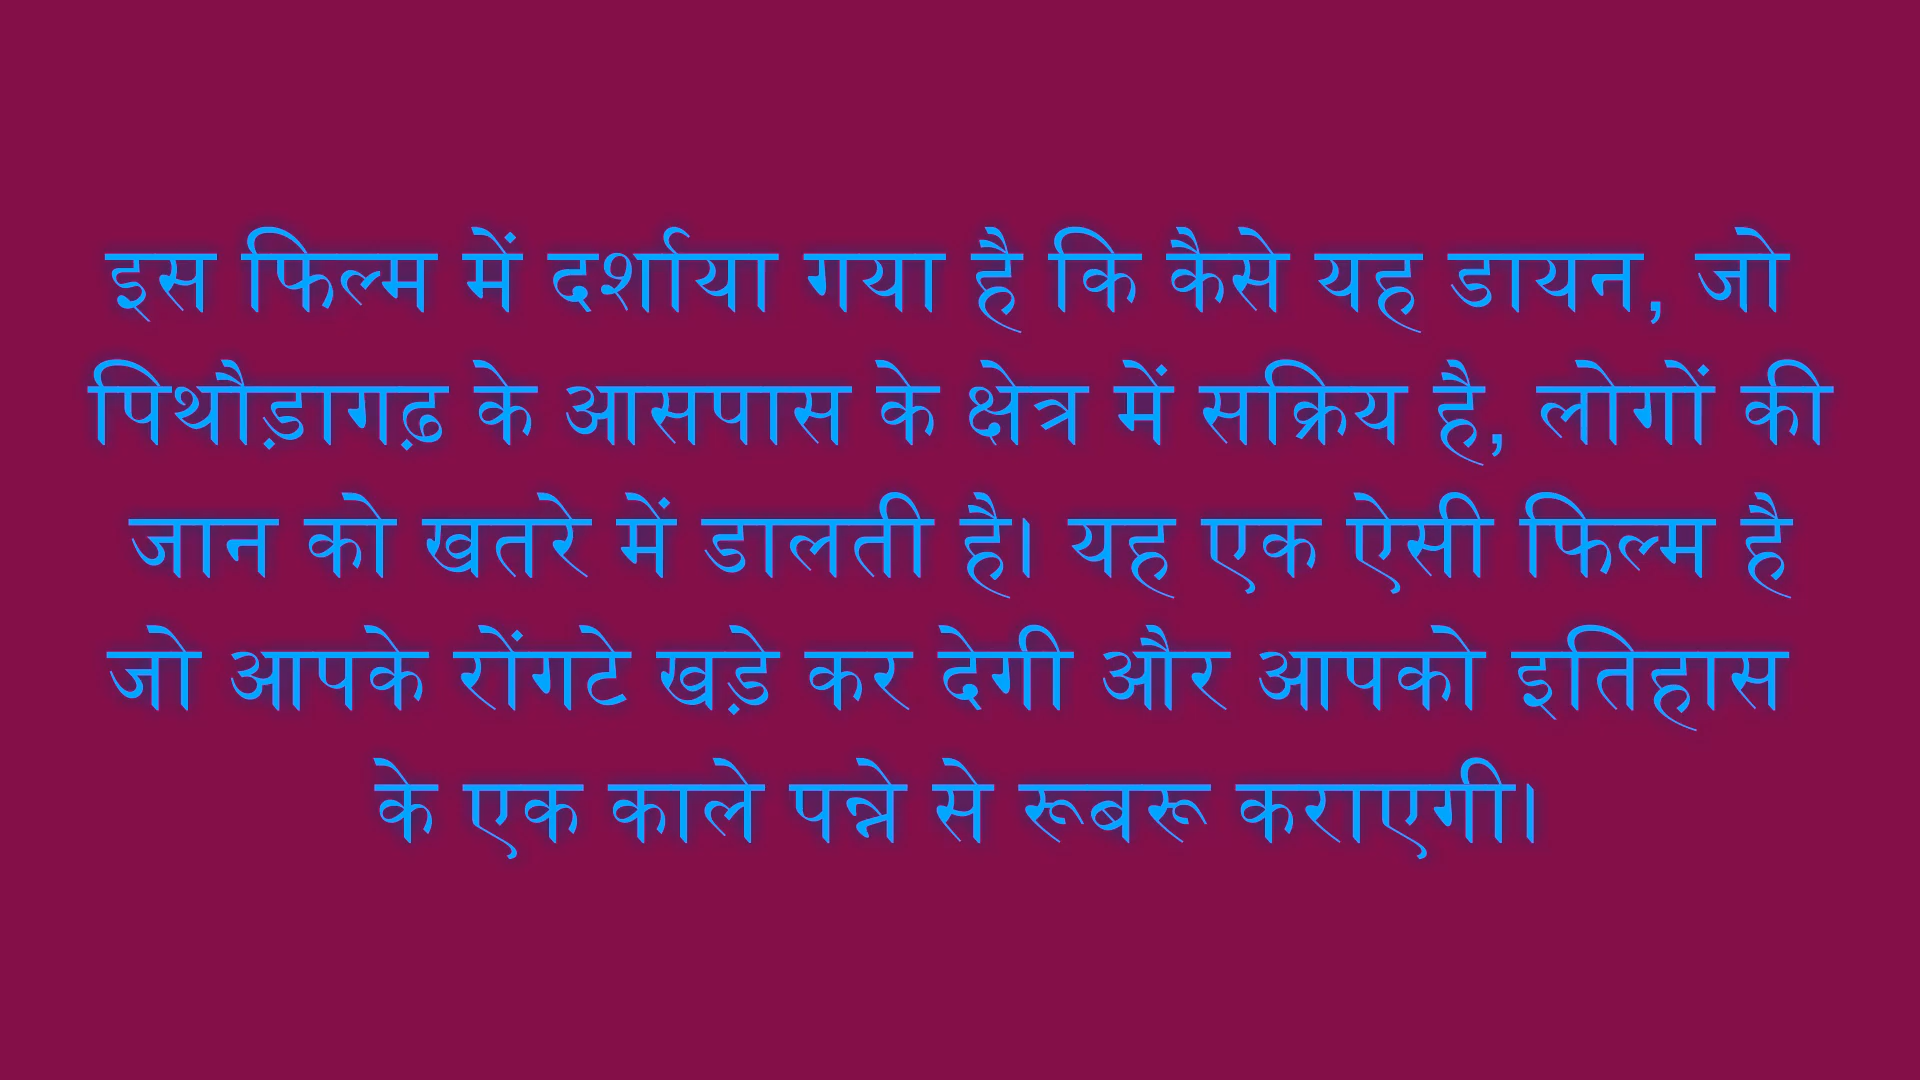 इस फिल्म में दर्शाया गया है कि कैसे यह डायन, जो
पिथौड़ागढ़ के आसपास के क्षेत्र में सक्रिय है, लोगों की
जान को खतरे में डालती है। यह एक ऐसी फिल्म है
जो आपके रोंगटे खड़े कर देगी और आपको इतिहास
के एक काले पन्ने से रूबरू कराएगी।